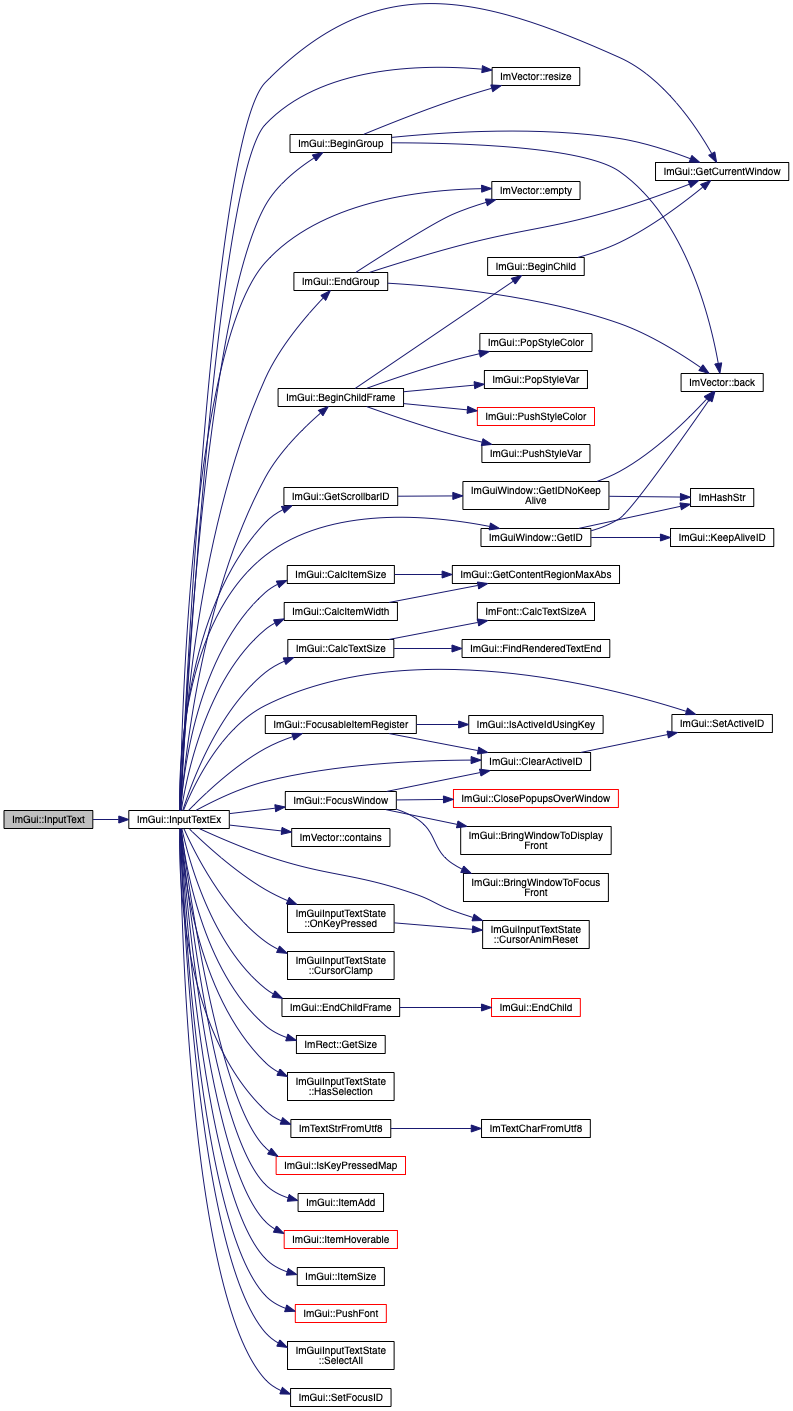 ImVector::resize
ImGui::BeginGroup
ImGui::GetCurrentWindow
ImVector::empty
ImGui::BeginChild
ImGui::EndGroup
ImGui::PopStyleColor
ImGui::PopStyleVar
ImVector::back
ImGui::BeginChildFrame
ImGui::PushStyleColor
ImGui::PushStyleVar
ImGui::GetScrollbarID
ImGuiWindow::GetIDNoKeep
Alive
ImHashStr
ImGuiWindow::GetID
ImGui::KeepAliveID
ImGui::CalcItemSize
ImGui::GetContentRegionMaxAbs
ImGui::CalcItemWidth
ImFont::CalcTextSizeA
ImGui::CalcTextSize
ImGui::FindRenderedTextEnd
ImGui::FocusableItemRegister
ImGui::IsActiveIdUsingKey
ImGui::SetActiveID
ImGui::ClearActiveID
ImGui::FocusWindow
ImGui::ClosePopupsOverWindow
ImGui::InputText
ImGui::InputTextEx
ImVector::contains
ImGui::BringWindowToDisplay
Front
ImGui::BringWindowToFocus
Front
ImGuiInputTextState
::OnKeyPressed
ImGuiInputTextState
::CursorAnimReset
ImGuiInputTextState
::CursorClamp
ImGui::EndChildFrame
ImGui::EndChild
ImRect::GetSize
ImGuiInputTextState
::HasSelection
ImTextStrFromUtf8
ImTextCharFromUtf8
ImGui::IsKeyPressedMap
ImGui::ItemAdd
ImGui::ItemHoverable
ImGui::ItemSize
ImGui::PushFont
ImGuiInputTextState
::SelectAll
ImGui::SetFocusID